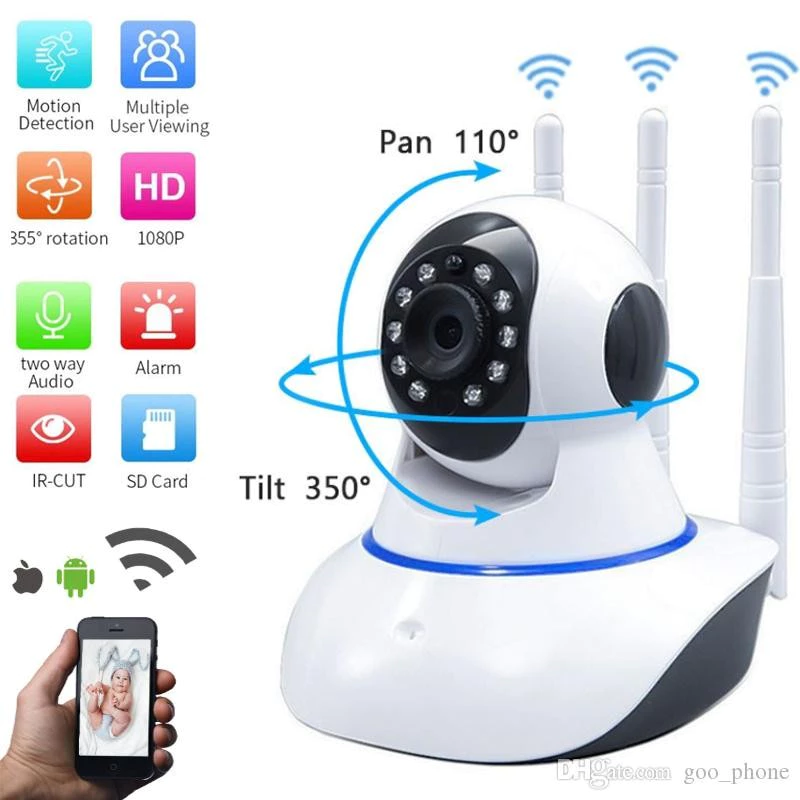 Motion
Detection
Multiple
User Viewing
355° rotation
HD
1080P
two way
Audio
Alarm
IR-CUT
SD Card
Pan 110°
Tilt 350°
DHgate.com goo_phone